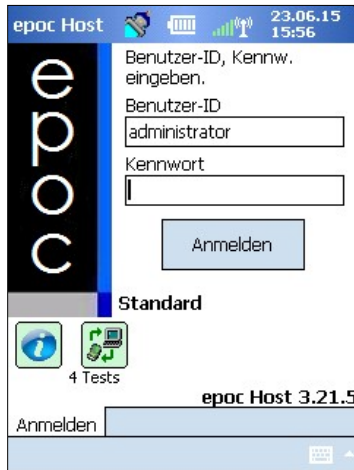 epoc Host
23.06.15
15:56
epoc
Benutzer-ID, Kennw.
eingeben.
Benutzer-ID
administrator
Kennwort
Anmelden
Standard
4 Tests
epoc Host 3.21.5
Anmelden